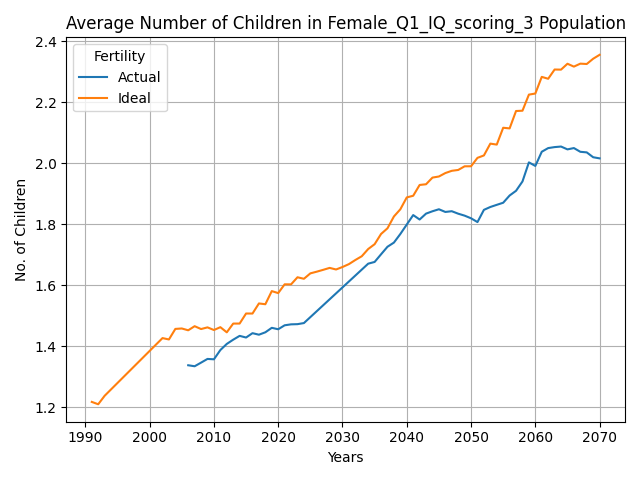 Average Number of Children in Female_Q1_IQ_scoring_3 Population
Fertility
Actual
Ideal
No. of Children
2.4
2.2
2.0
1.8
1.6
1.4
1.2
1990 2000 2010 2020 2030 2040 2050 2060 2070
Years